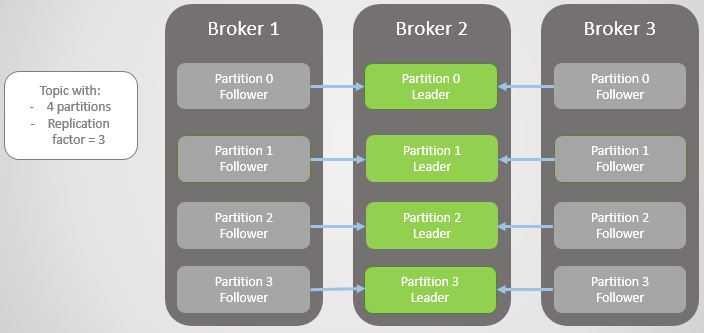 Topic with:
- 4 partitions
- Replication
factor = 3
Broker 1
Partition 0
Follower
Partition 1
Follower
Partition 2
Follower
Partition 3
Follower
Broker 2
Partition 0
Leader
Partition 1
Leader
Partition 2
Leader
Partition 3
Leader
Broker 3
Partition 0
Follower
Partition 1
Follower
Partition 2
Follower
Partition 3
Follower